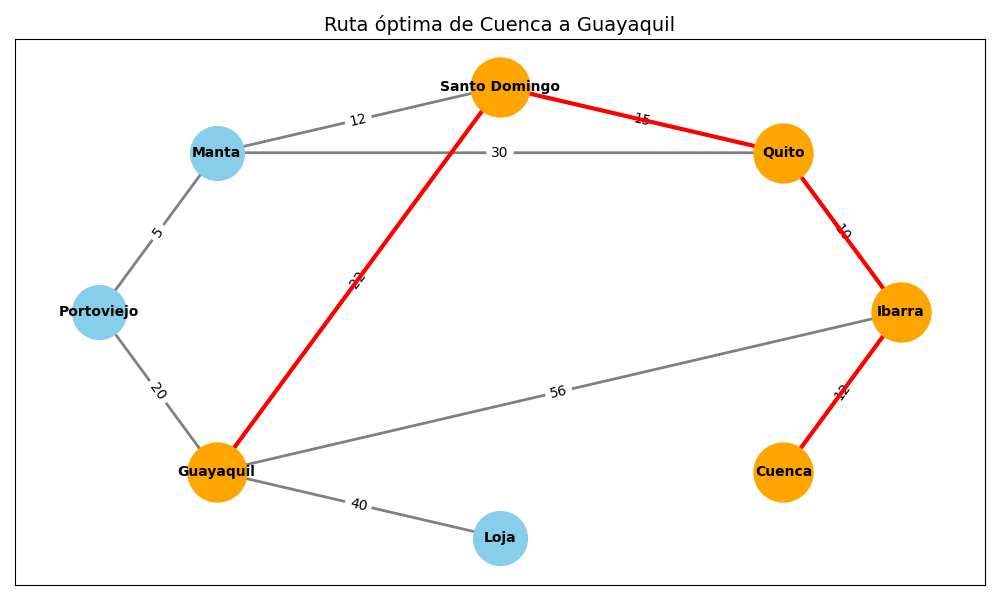 Ruta óptima de Cuenca a Guayaquil
Santo Domingo
12
15
Manta
30
Quito
5
10
22
Portoviejo
Ibarra
20
56
12
Guayaquil
Cuenca
40
Loja